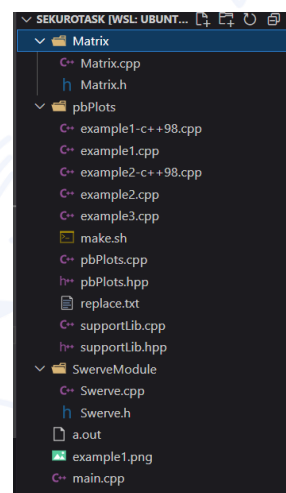 SEKUROTASK [WSL: UBUNT...
Matrix
C++ Matrix.cpp
h Matrix.h
pbPlots
C++ example1-c++98.cpp
C++ example1.cpp
C++ example2-c++98.cpp
C++ example2.cpp
C++ example3.cpp
make.sh
C++ pbPlots.cpp
h++ pbPlots.hpp
replace.txt
C++ supportLib.cpp
h++ supportLib.hpp
SwerveModule
C++ Swerve.cpp
h Swerve.h
a.out
example1.png
C++ main.cpp